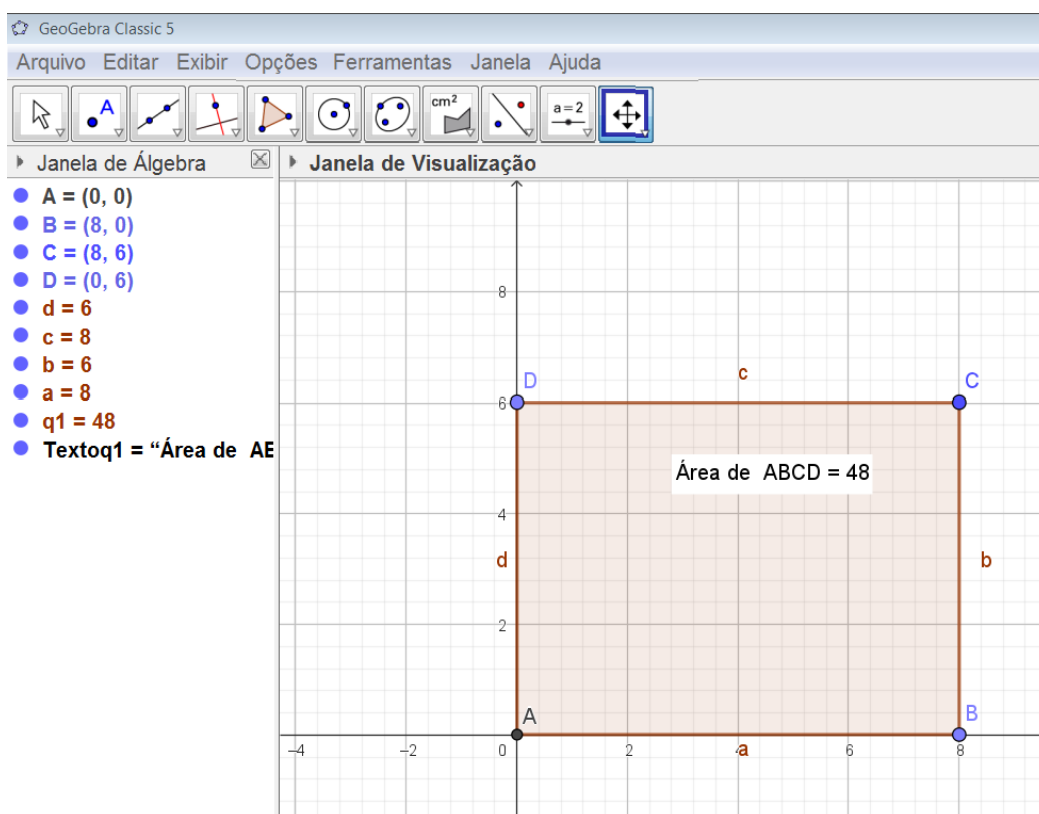 GeoGebra Classic 5
Arquivo Editar Exibir Opções Ferramentas Janela Ajuda
A
cm²
a=2
Janela de Álgebra
Janela de Visualização
A = (0, 0)
B = (8, 0)
C = (8, 6)
D = (0, 6)
d = 6
c = 8
b = 6
a = 8
q1 = 48
Textoq1 = “Área de AE
8
D
c
C
6
Área de ABCD = 48
4
d
b
2
A
B
−4 −2 0 2 4 a 6 8